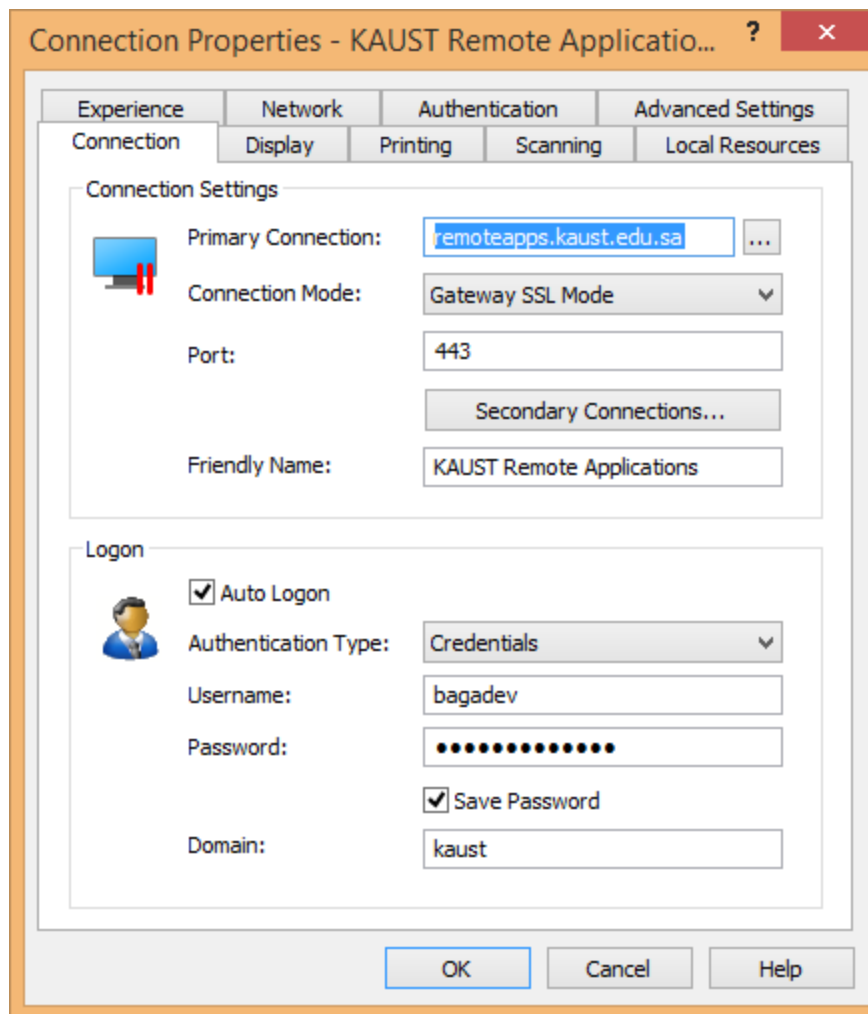 Connection Properties - KAUST Remote Applicatio... ? ×
Experience Network Authentication Advanced Settings
Connection Display Printing Scanning Local Resources
Connection Settings
Primary Connection: remoteapps.kaust.edu.sa ...
Connection Mode: Gateway SSL Mode
Port: 443
Secondary Connections...
Friendly Name: KAUST Remote Applications
Logon
Auto Logon
Authentication Type: Credentials
Username: bagadev
Password: •••••••••••••
Save Password
Domain: kaust
OK Cancel Help